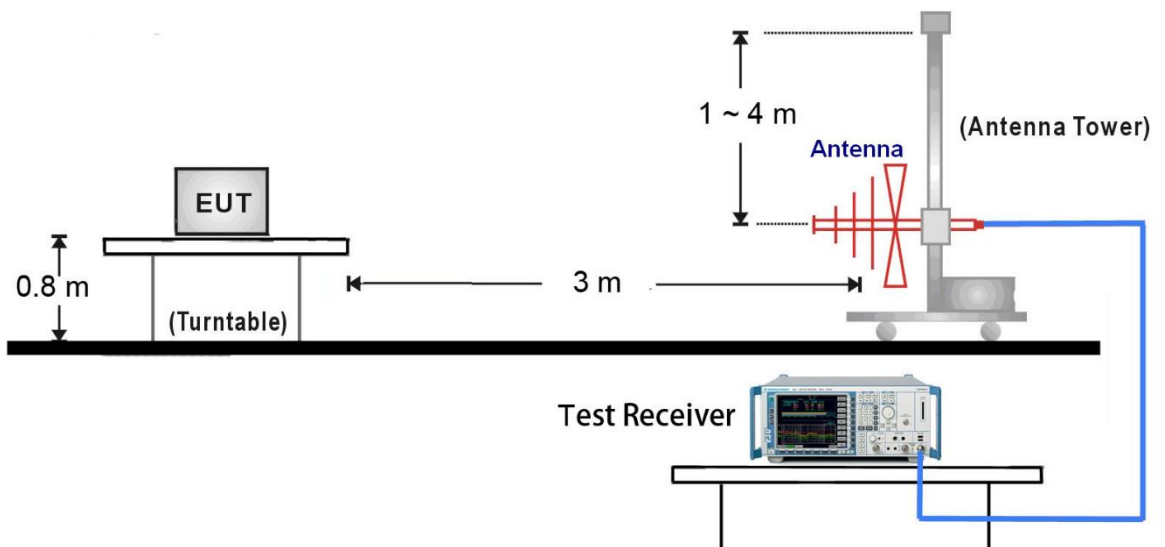 1 ~ 4 m
(Antenna Tower)
Antenna
EUT
0.8 m
3 m
(Turntable)
Test Receiver